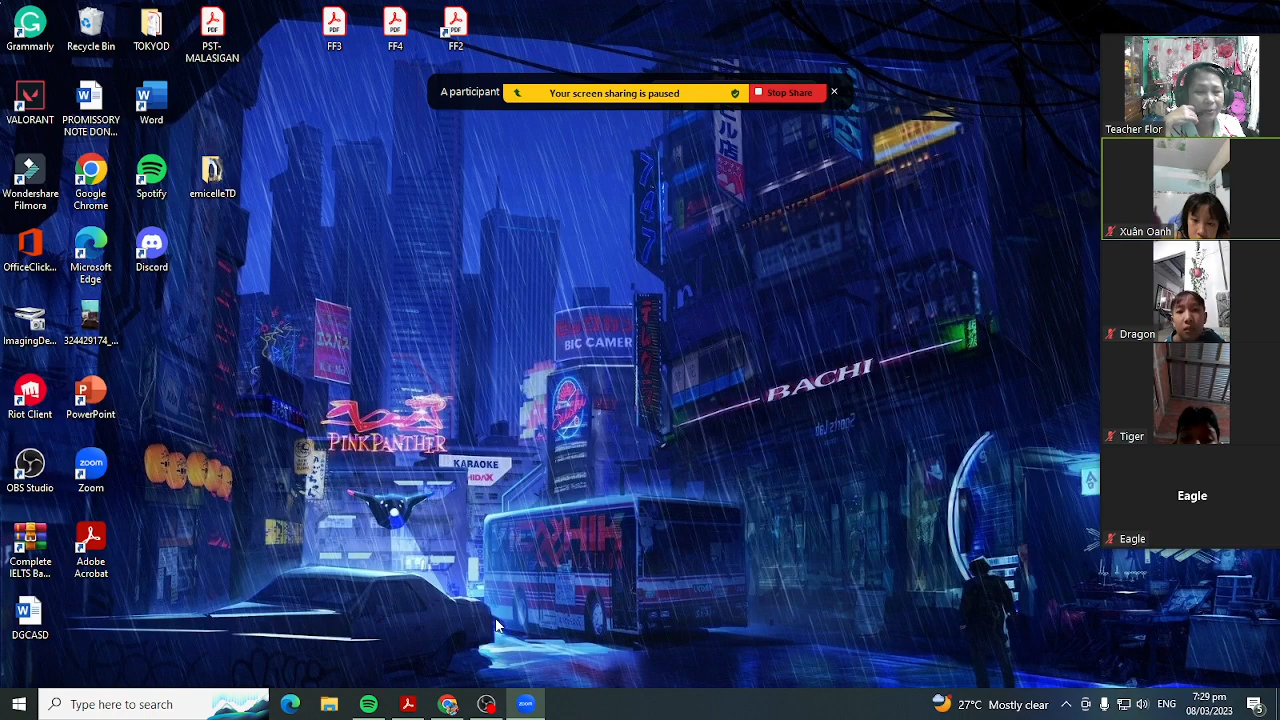 Grammarly
Recycle Bin
TOKYOD
PST-
MALASIGAN
FF3
FF4
FF2
VALORANT
PROMISSORY
NOTE DOW...
Word
Wondershare
Filmora
Google
Chrome
Spotify
emicelleTD
OfficeClick...
Microsoft
Edge
Discord
ImagingDe...
324429174_...
Riot Client
PowerPoint
OBS Studio
Zoom
Complete
IELTS Ba...
Adobe
Acrobat
DGCASD
A participant
Your screen sharing is paused
Stop Share
BIC CAMER
BACHI
PINKPANTHER
KARAOKE
Teacher Flor
Xuân Oanh
Dragon
Tiger
Eagle
Eagle
Type here to search
27°C Mostly clear
ENG
7:29 pm
08/03/2023